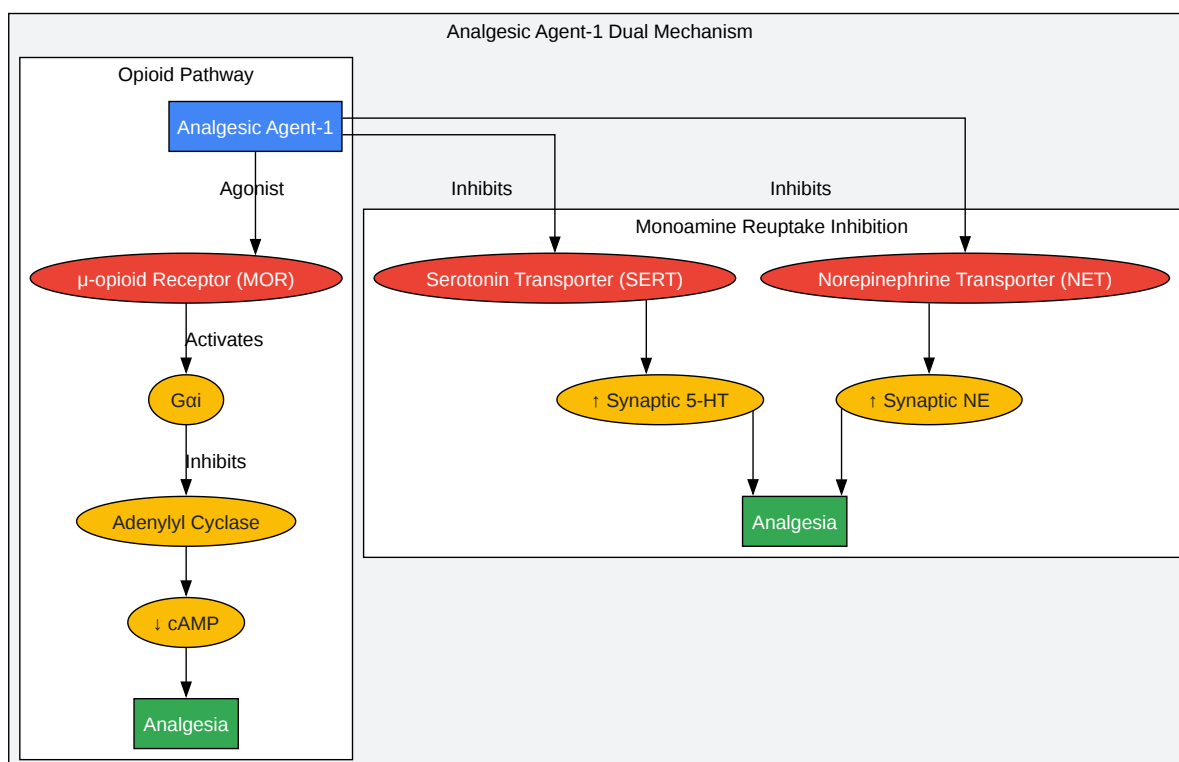 Analgesic Agent-1 Dual Mechanism
Opioid Pathway
Analgesic Agent-1
Agonist
Inhibits
Inhibits
Monoamine Reuptake Inhibition
μ-opioid Receptor (MOR)
Serotonin Transporter (SERT)
Norepinephrine Transporter (NET)
Activates
Gαi
↑ Synaptic 5-HT
↑ Synaptic NE
Inhibits
Adenylyl Cyclase
Analgesia
↓ cAMP
Analgesia